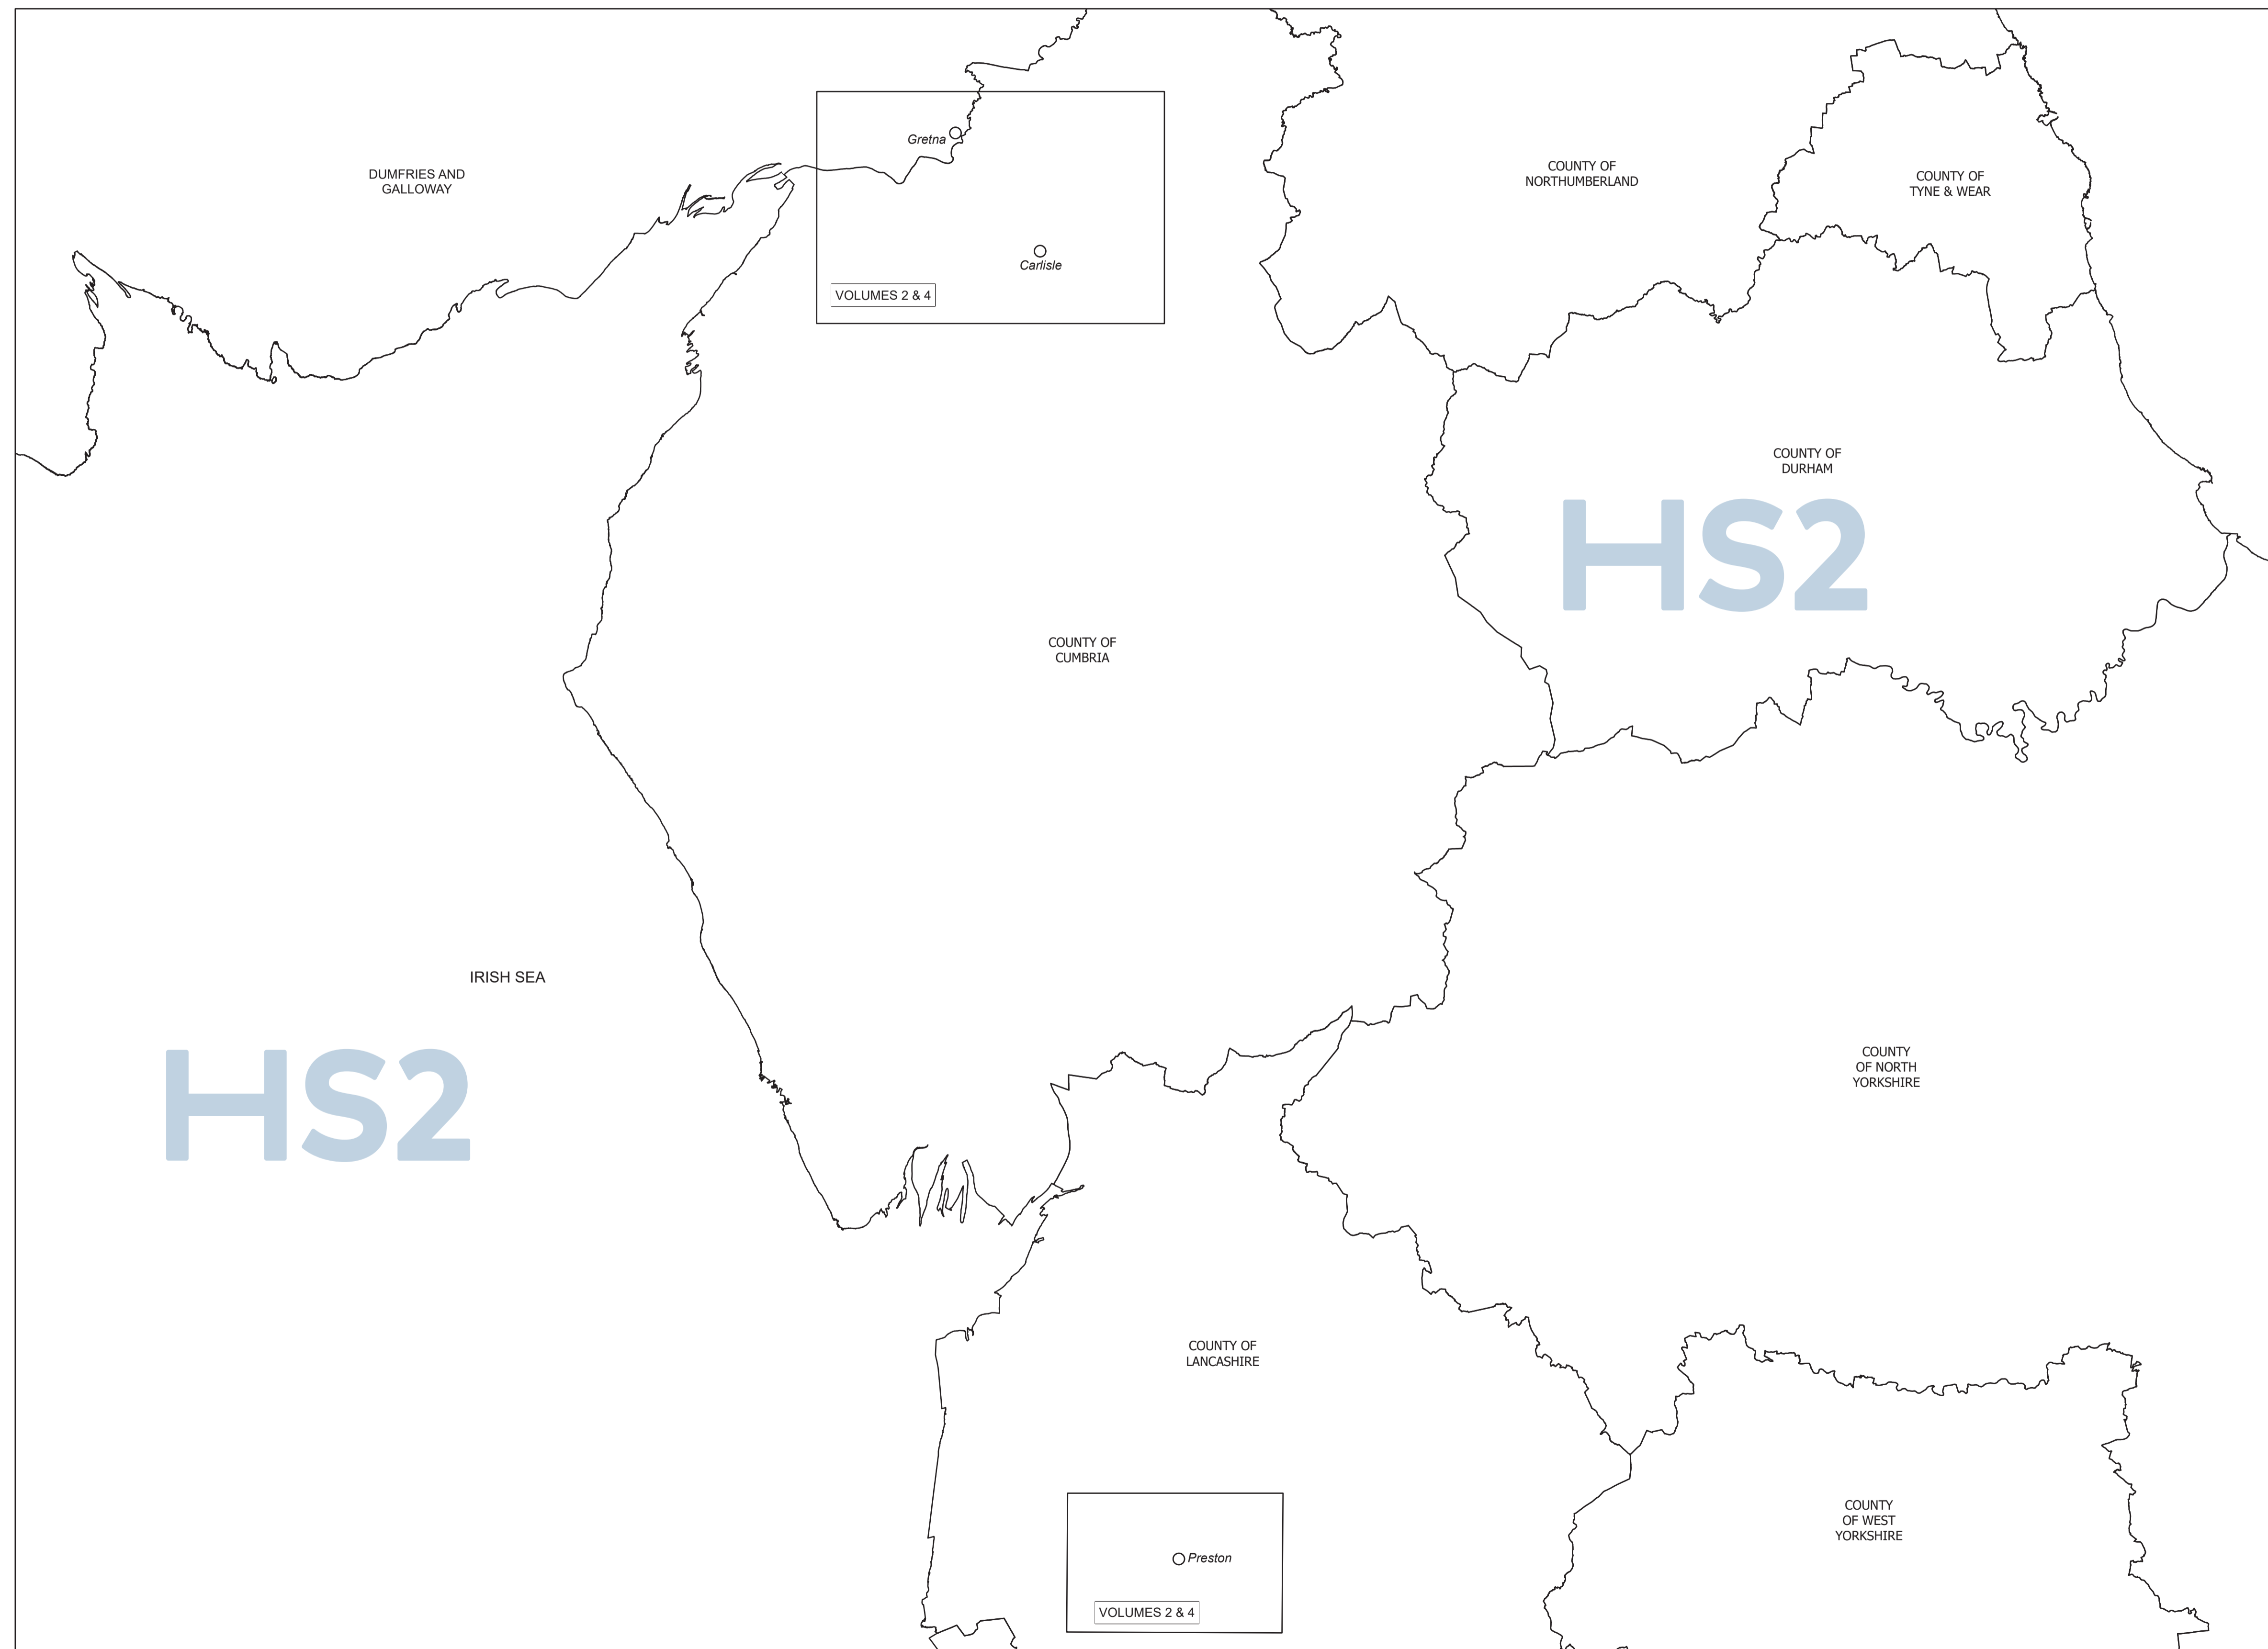 Gretna
DUMFRIES AND
GALLOWAY
COUNTY OF
NORTHUMBERLAND
COUNTY OF
TYNE & WEAR
Carlisle
VOLUMES 2 & 4
COUNTY OF
DURHAM
HS2
COUNTY OF
CUMBRIA
IRISH SEA
HS2
COUNTY
OF NORTH
YORKSHIRE
COUNTY OF
LANCASHIRE
COUNTY
OF WEST
YORKSHIRE
Preston
VOLUMES 2 & 4